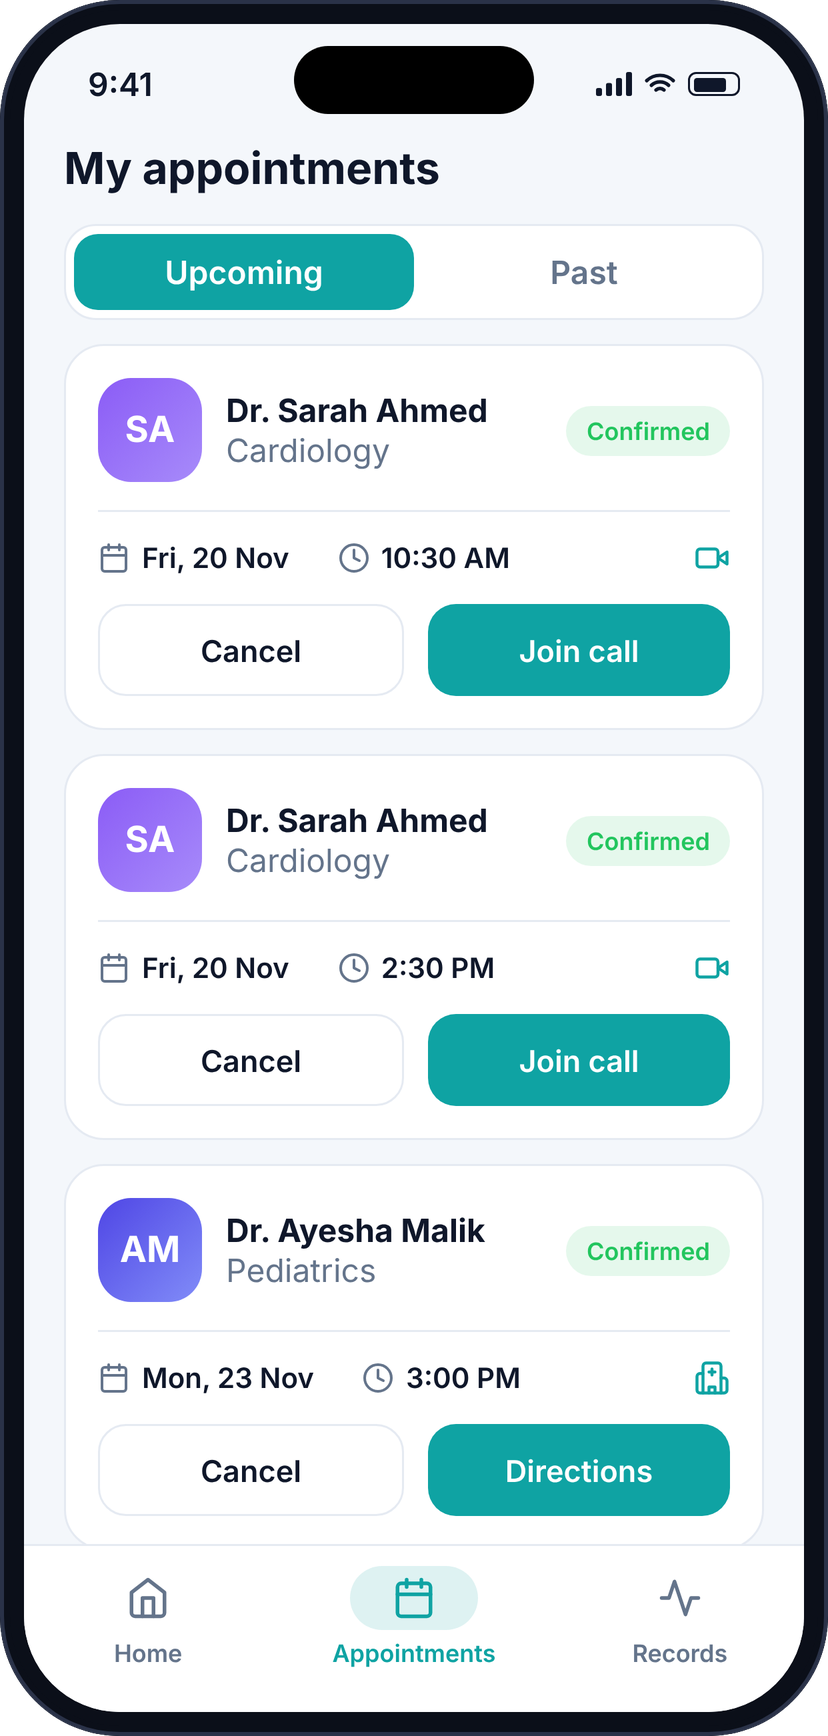 9:41
My appointments
Upcoming Past
SA
Dr. Sarah Ahmed
Cardiology
Confirmed
Fri, 20 Nov 10:30 AM
Cancel Join call
SA
Dr. Sarah Ahmed
Cardiology
Confirmed
Fri, 20 Nov 2:30 PM
Cancel Join call
AM
Dr. Ayesha Malik
Pediatrics
Confirmed
Mon, 23 Nov 3:00 PM
Cancel Directions
Home Appointments Records